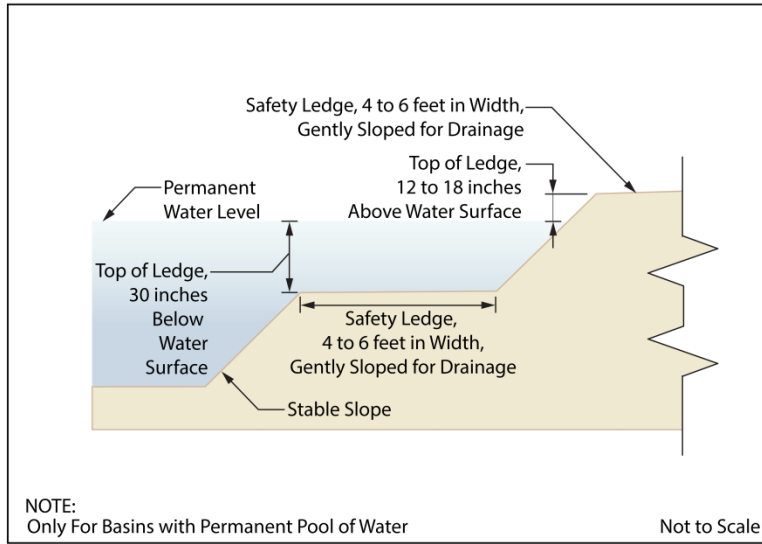 Safety Ledge, 4 to 6 feet in Width,
Gently Sloped for Drainage
Top of Ledge,
12 to 18 inches
Above Water Surface
Permanent
Water Level
Top of Ledge,
30 inches
Below
Water
Surface
Safety Ledge,
4 to 6 feet in Width,
Gently Sloped for Drainage
Stable Slope
NOTE:
Only For Basins with Permanent Pool of Water
Not to Scale